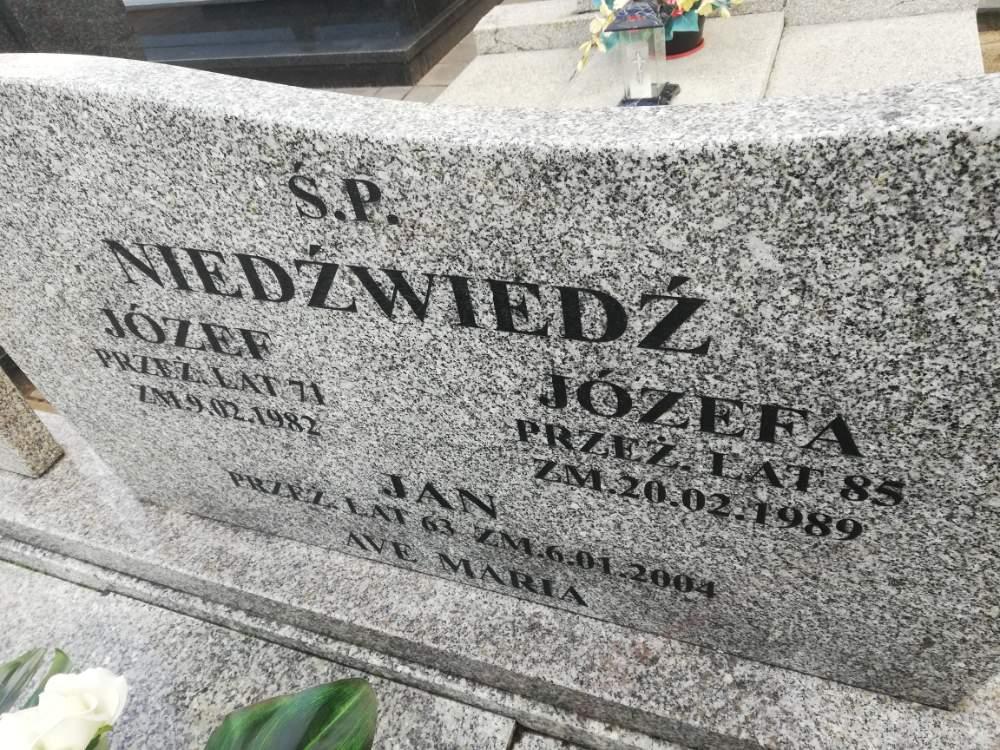 Ś.P.
NIEDŹWIEDŹ
JÓZEF
PRZEŻ. LAT 71
ZM.9.02.1982
JÓZEFA
PRZEŻ. LAT 85
ZM.20.02.1989
JAN
PRZEŻ. LAT 63 ZM.6.01.2004
AVE MARIA